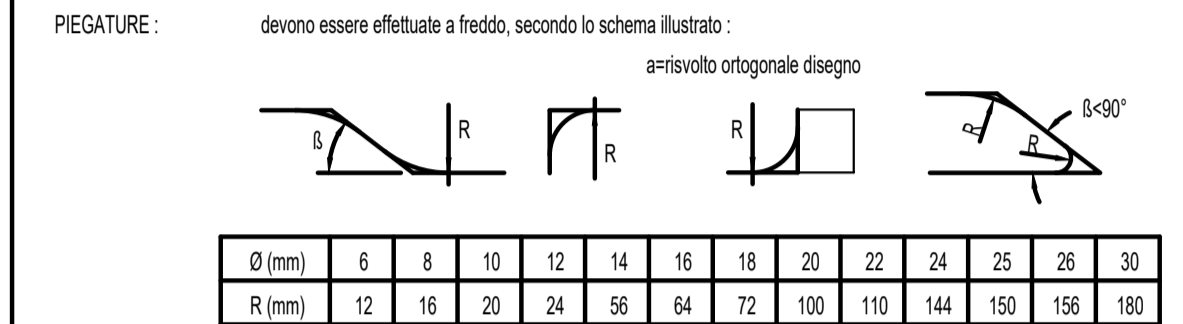 PIEGATURE : devono essere effettuate a freddo, secondo lo schema illustrato :
a=risvolto ortogonale disegno
ß R R R R R ß<90°
Ø (mm) 6 8 10 12 14 16 18 20 22 24 25 26 30
R (mm) 12 16 20 24 56 64 72 100 110 144 150 156 180